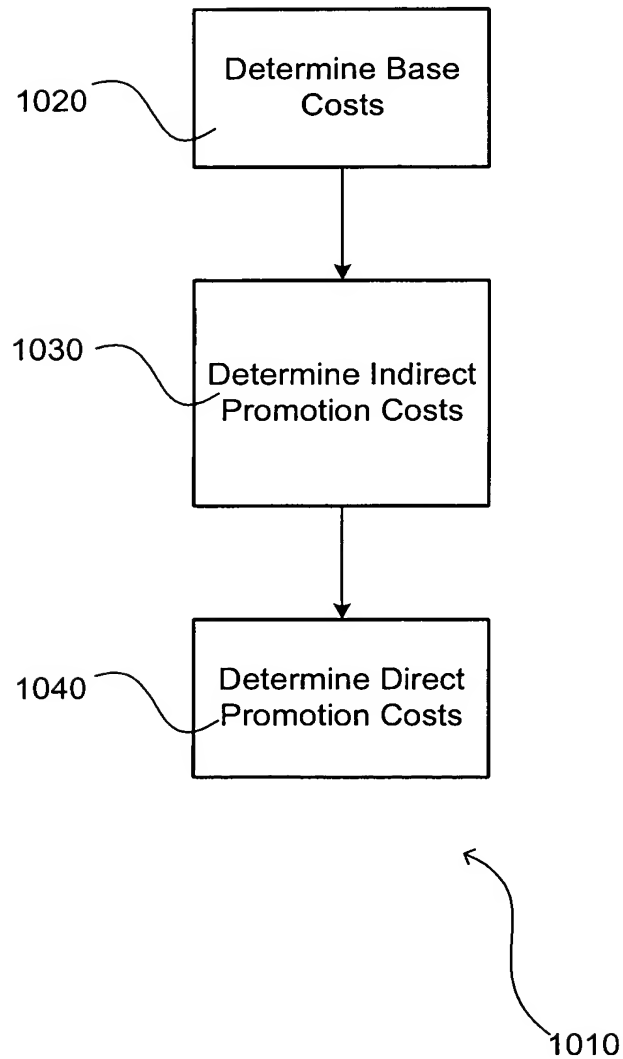 Determine Base
Costs
1020
1030
Determine Indirect
Promotion Costs
1040
Determine Direct
Promotion Costs
1010